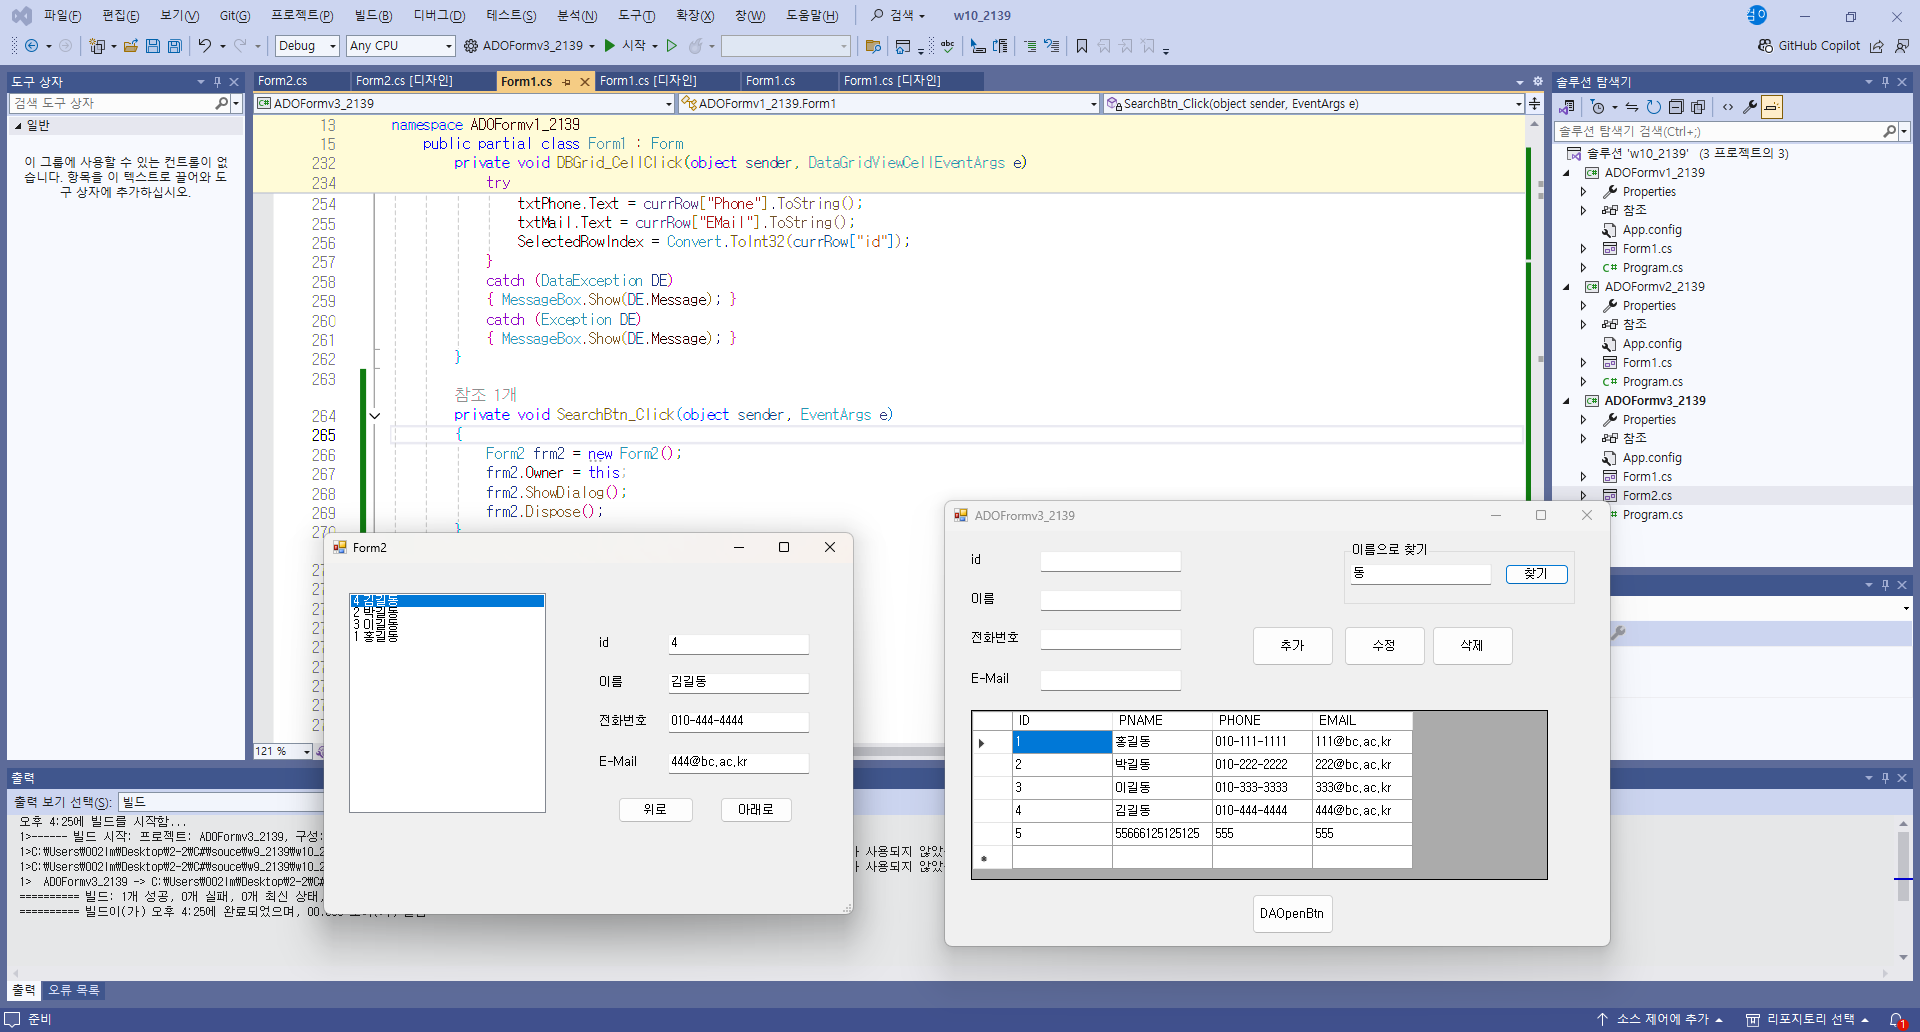 파일(F) 편집(E) 보기(V) Git(G) 프로젝트(P) 빌드(B) 디버그(D) 테스트(S) 분석(N) 도구(T) 확장(X) 창(W) 도움말(H) 검색 w10_2139
Debug Any CPU ADOFormv3_2139 시작 GitHub Copilot
도구 상자
검색 도구 상자
일반
이 그룹에 사용할 수 있는 컨트롤이 없
습니다. 항목을 이 텍스트로 끌어와 도
구 상자에 추가하십시오.
Form2.cs Form2.cs [디자인] Form1.cs Form1.cs [디자인] Form1.cs Form1.cs [디자인]
ADOFormv3_2139 ADOFormv1_2139.Form1 SearchBtn_Click(object sender, EventArgs e)
13 namespace ADOFormv1_2139
15 public partial class Form1 : Form
232 private void DBGrid_CellClick(object sender, DataGridViewCellEventArgs e)
234 try
254 txtPhone.Text = currRow["Phone"].ToString();
255 txtMail.Text = currRow["EMail"].ToString();
256 SelectedRowIndex = Convert.ToInt32(currRow["id"]);
257 }
258 catch (DataException DE)
259 { MessageBox.Show(DE.Message); }
260 catch (Exception DE)
261 { MessageBox.Show(DE.Message); }
262 }
263
참조 1개
264 private void SearchBtn_Click(object sender, EventArgs e)
265 {
266 Form2 frm2 = new Form2();
267 frm2.Owner = this;
268 frm2.ShowDialog();
269 frm2.Dispose();
270 }
121 %
솔루션 탐색기
솔루션 탐색기 검색(Ctrl+;)
솔루션 'w10_2139' (3 프로젝트의 3)
ADOFormv1_2139
Properties
참조
App.config
Form1.cs
C# Program.cs
ADOFormv2_2139
Properties
참조
App.config
Form1.cs
C# Program.cs
ADOFormv3_2139
Properties
참조
App.config
Form1.cs
Form2.cs
Program.cs
Form2
4 김길동
2 박길동
3 이길동
1 홍길동
id 4
이름 김길동
전화번호 010-444-4444
E-Mail 444@bc.ac.kr
위로 아래로
ADOFrormv3_2139
id
이름
전화번호
E-Mail
이름으로 찾기
동 찾기
추가 수정 삭제
ID PNAME PHONE EMAIL
1 홍길동 010-111-1111 111@bc.ac.kr
2 박길동 010-222-2222 222@bc.ac.kr
3 이길동 010-333-3333 333@bc.ac.kr
4 김길동 010-444-4444 444@bc.ac.kr
5 55666125125125 555 555
DAOpenBtn
출력
출력 보기 선택(S): 빌드
오후 4:25에 빌드를 시작함...
1>------ 빌드 시작: 프로젝트: ADOFormv3_2139, 구성:
1>C:\Users\002lm\Desktop\2-2\C#\souce\w9_2139\w10_2 사용되지 않았
1>C:\Users\002lm\Desktop\2-2\C#\souce\w9_2139\w10_2 사용되지 않았
1> ADOFormv3_2139 -> C:\Users\002lm\Desktop\2-2\C#
========== 빌드: 1개 성공, 0개 실패, 0개 최신 상태,
========== 빌드이(가) 오후 4:25에 완료되었으며, 00
출력 오류 목록
준비 소스 제어에 추가 리포지토리 선택 1